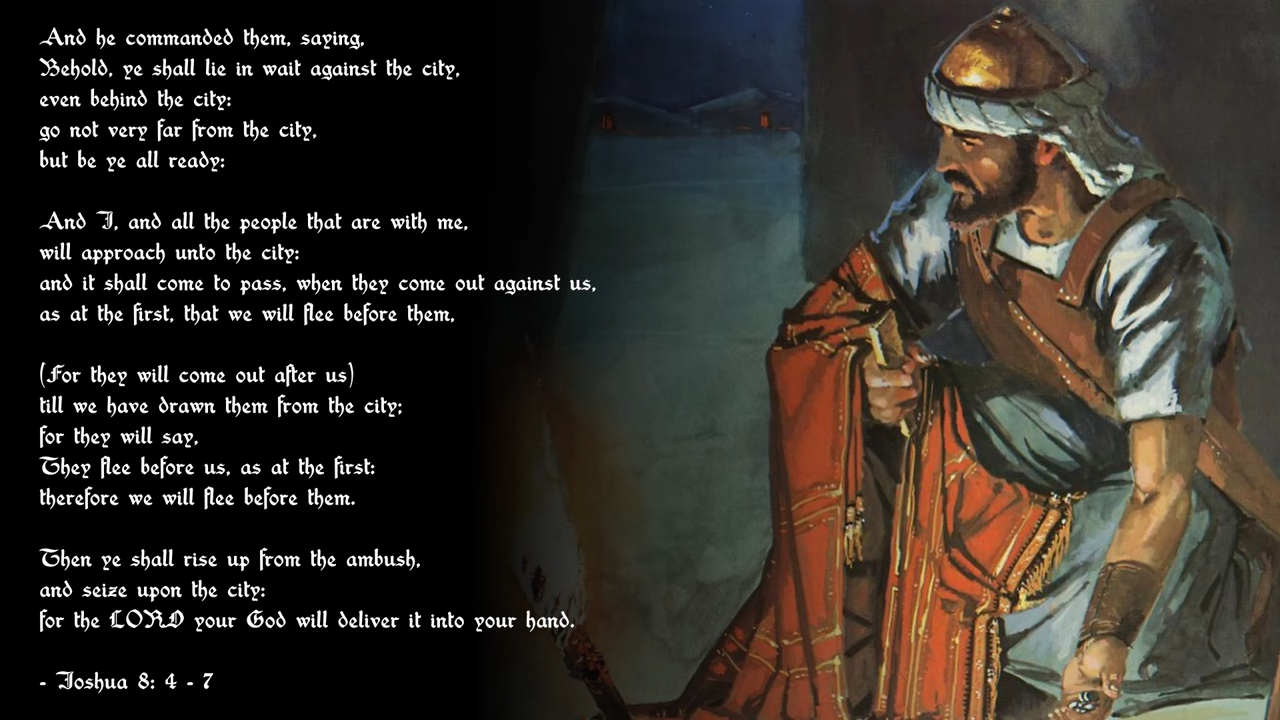 And he commanded them, saying,
Behold, ye shall lie in wait against the city,
even behind the city:
go not very far from the city,
but be ye all ready:
And I, and all the people that are with me,
will approach unto the city:
and it shall come to pass, when they come out against us,
as at the first, that we will flee before them,
(For they will come out after us)
till we have drawn them from the city;
for they will say,
They flee before us, as at the first:
therefore we will flee before them.
Then ye shall rise up from the ambush,
and seize upon the city:
for the LORD your God will deliver it into your hand.
- Joshua 8: 4 - 7